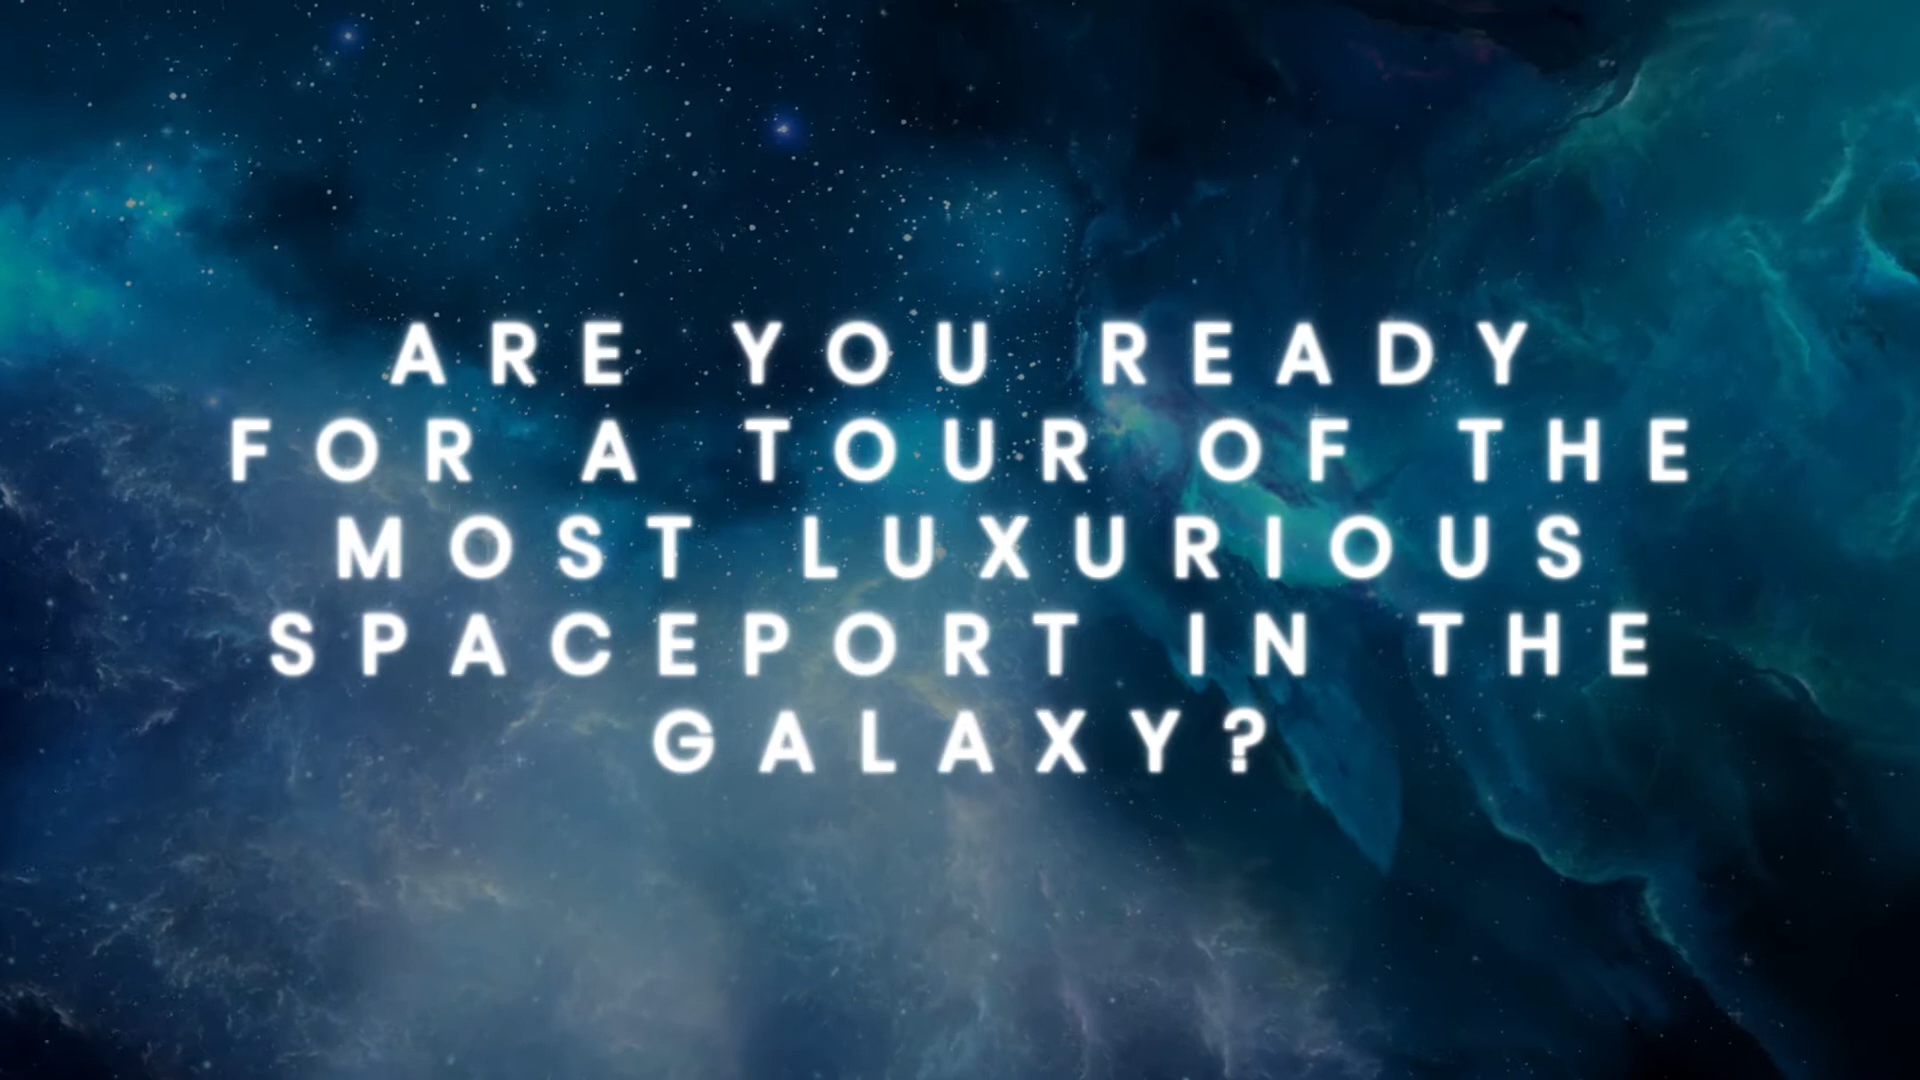 ARE YOU READY
FOR A TOUR OF THE
MOST LUXURIOUS
SPACEPORT IN THE
GALAXY?